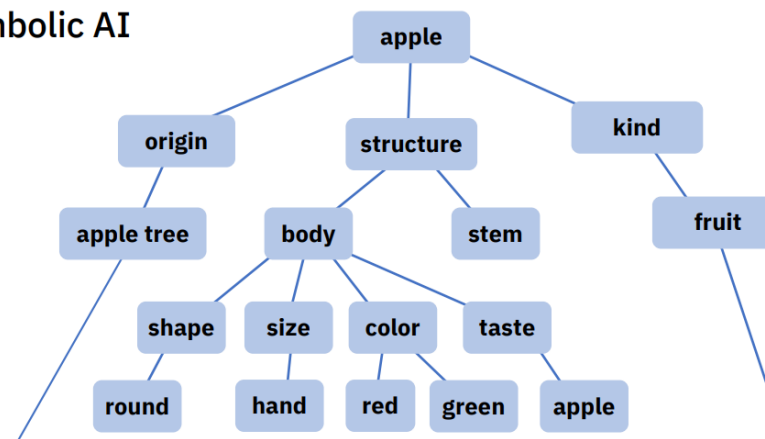 mbolic AI
apple
origin
structure
kind
apple tree
body
stem
fruit
shape
size
color
taste
round
hand
red
green
apple